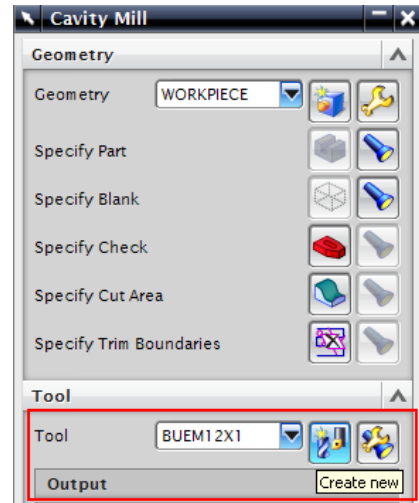 Cavity Mill
Geometry
Geometry WORKPIECE
Specify Part
Specify Blank
Specify Check
Specify Cut Area
Specify Trim Boundaries
Tool
Tool BUEM12X1
Output Create new